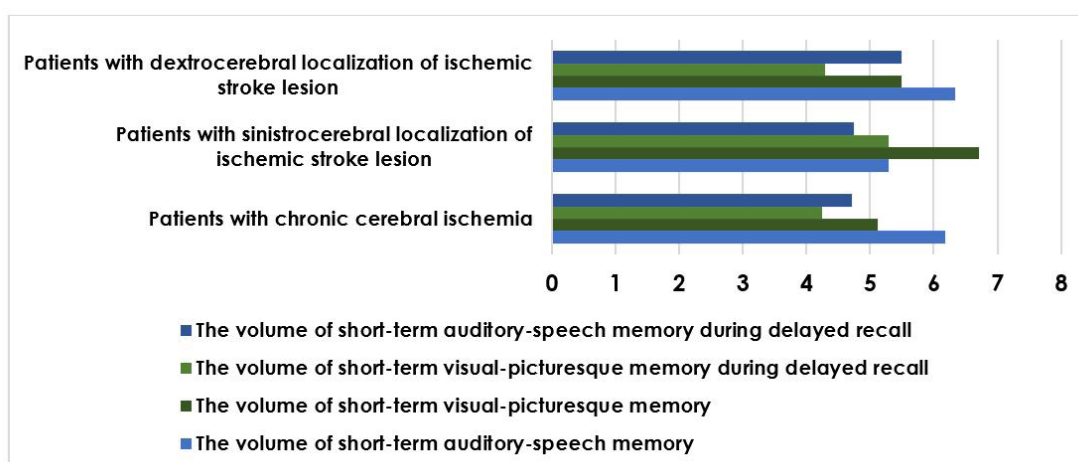 Patients with dextrocerebral localization of ischemic
stroke lesion
Patients with sinistrocerebral localization of
ischemic stroke lesion
Patients with chronic cerebral ischemia
0 1 2 3 4 5 6 7 8
The volume of short-term auditory-speech memory during delayed recall
The volume of short-term visual-picturesque memory during delayed recall
The volume of short-term visual-picturesque memory
The volume of short-term auditory-speech memory